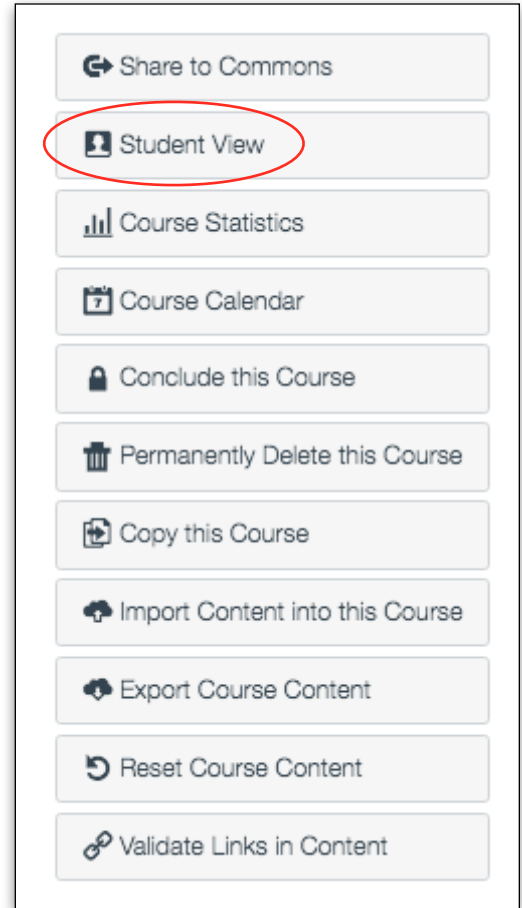 Share to Commons
Student View
Course Statistics
7
Course Calendar
Conclude this Course
Permanently Delete this Course
Copy this Course
Import Content into this Course
Export Course Content
Reset Course Content
Validate Links in Content